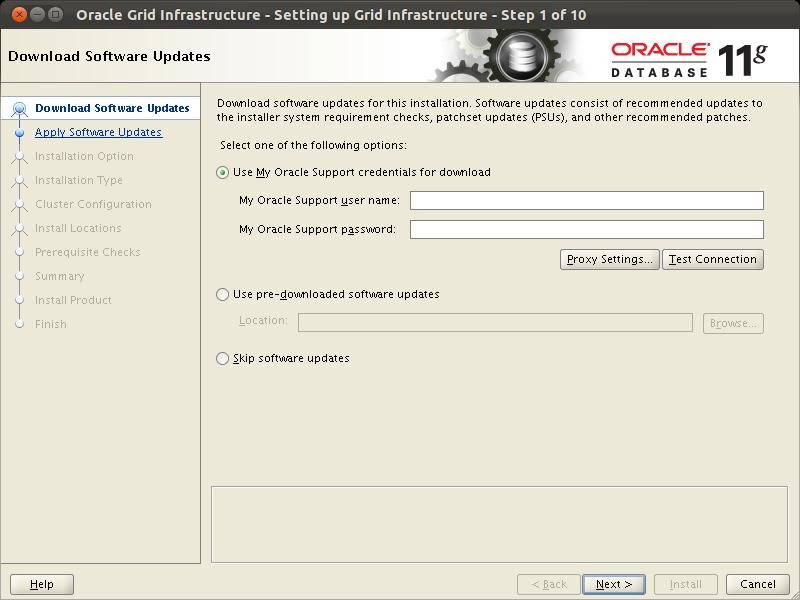 Oracle Grid Infrastructure - Setting up Grid Infrastructure - Step 1 of 10
Download Software Updates
ORACLE
DATABASE 11g
Download Software Updates
Apply Software Updates
Installation Option
Installation Type
Cluster Configuration
Install Locations
Prerequisite Checks
Summary
Install Product
Finish
Download software updates for this installation. Software updates consist of recommended updates to
the installer system requirement checks, patchset updates (PSUs), and other recommended patches.
Select one of the following options:
Use My Oracle Support credentials for download
My Oracle Support user name:
My Oracle Support password:
Proxy Settings... Test Connection
Use pre-downloaded software updates
Location: Browse...
Skip software updates
Help < Back Next > Install Cancel